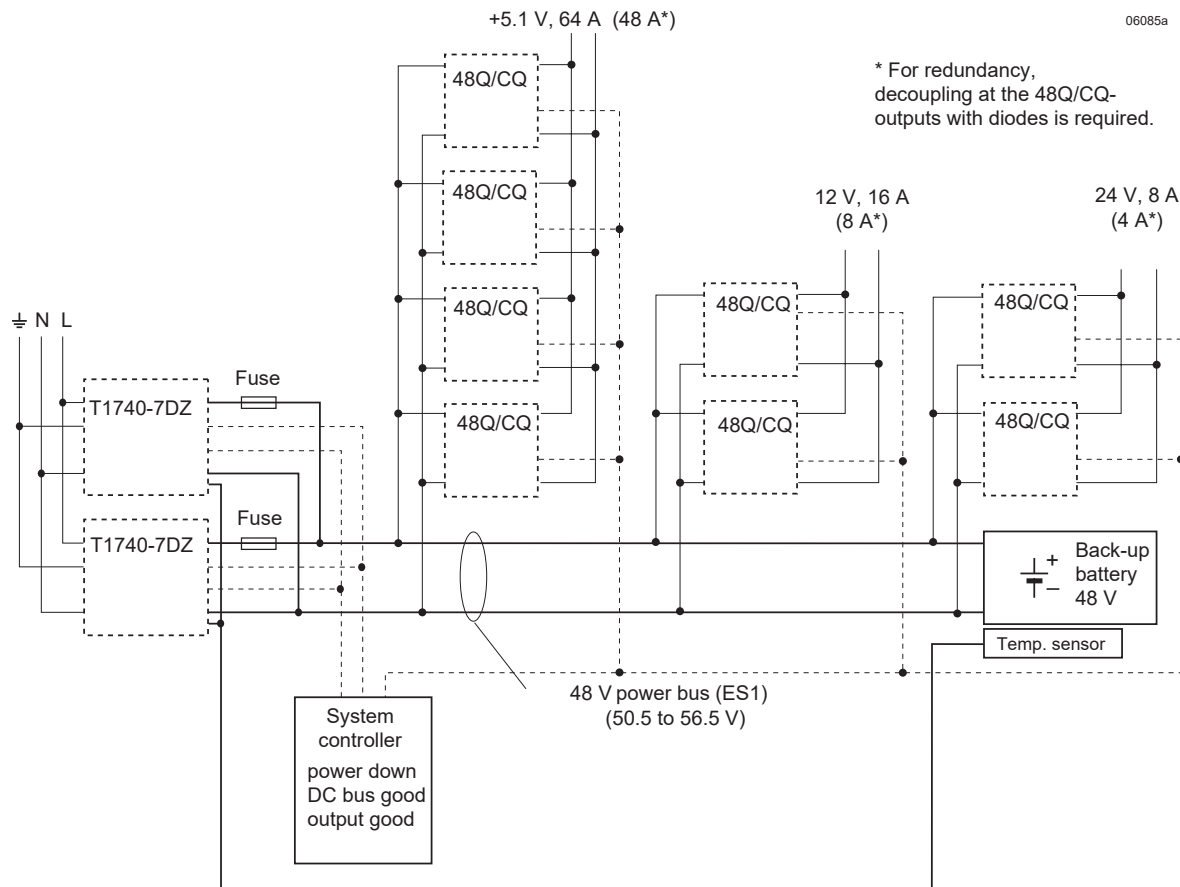 +5.1 V, 64 A (48 A*)
06085a
* For redundancy,
decoupling at the 48Q/CQ-
outputs with diodes is required.
48Q/CQ
48Q/CQ
48Q/CQ
48Q/CQ
12 V, 16 A
(8 A*)
48Q/CQ
48Q/CQ
24 V, 8 A
(4 A*)
48Q/CQ
48Q/CQ
N L
T1740-7DZ
Fuse
T1740-7DZ
Fuse
+
–
Back-up
battery
48 V
Temp. sensor
48 V power bus (ES1)
(50.5 to 56.5 V)
System
controller
power down
DC bus good
output good